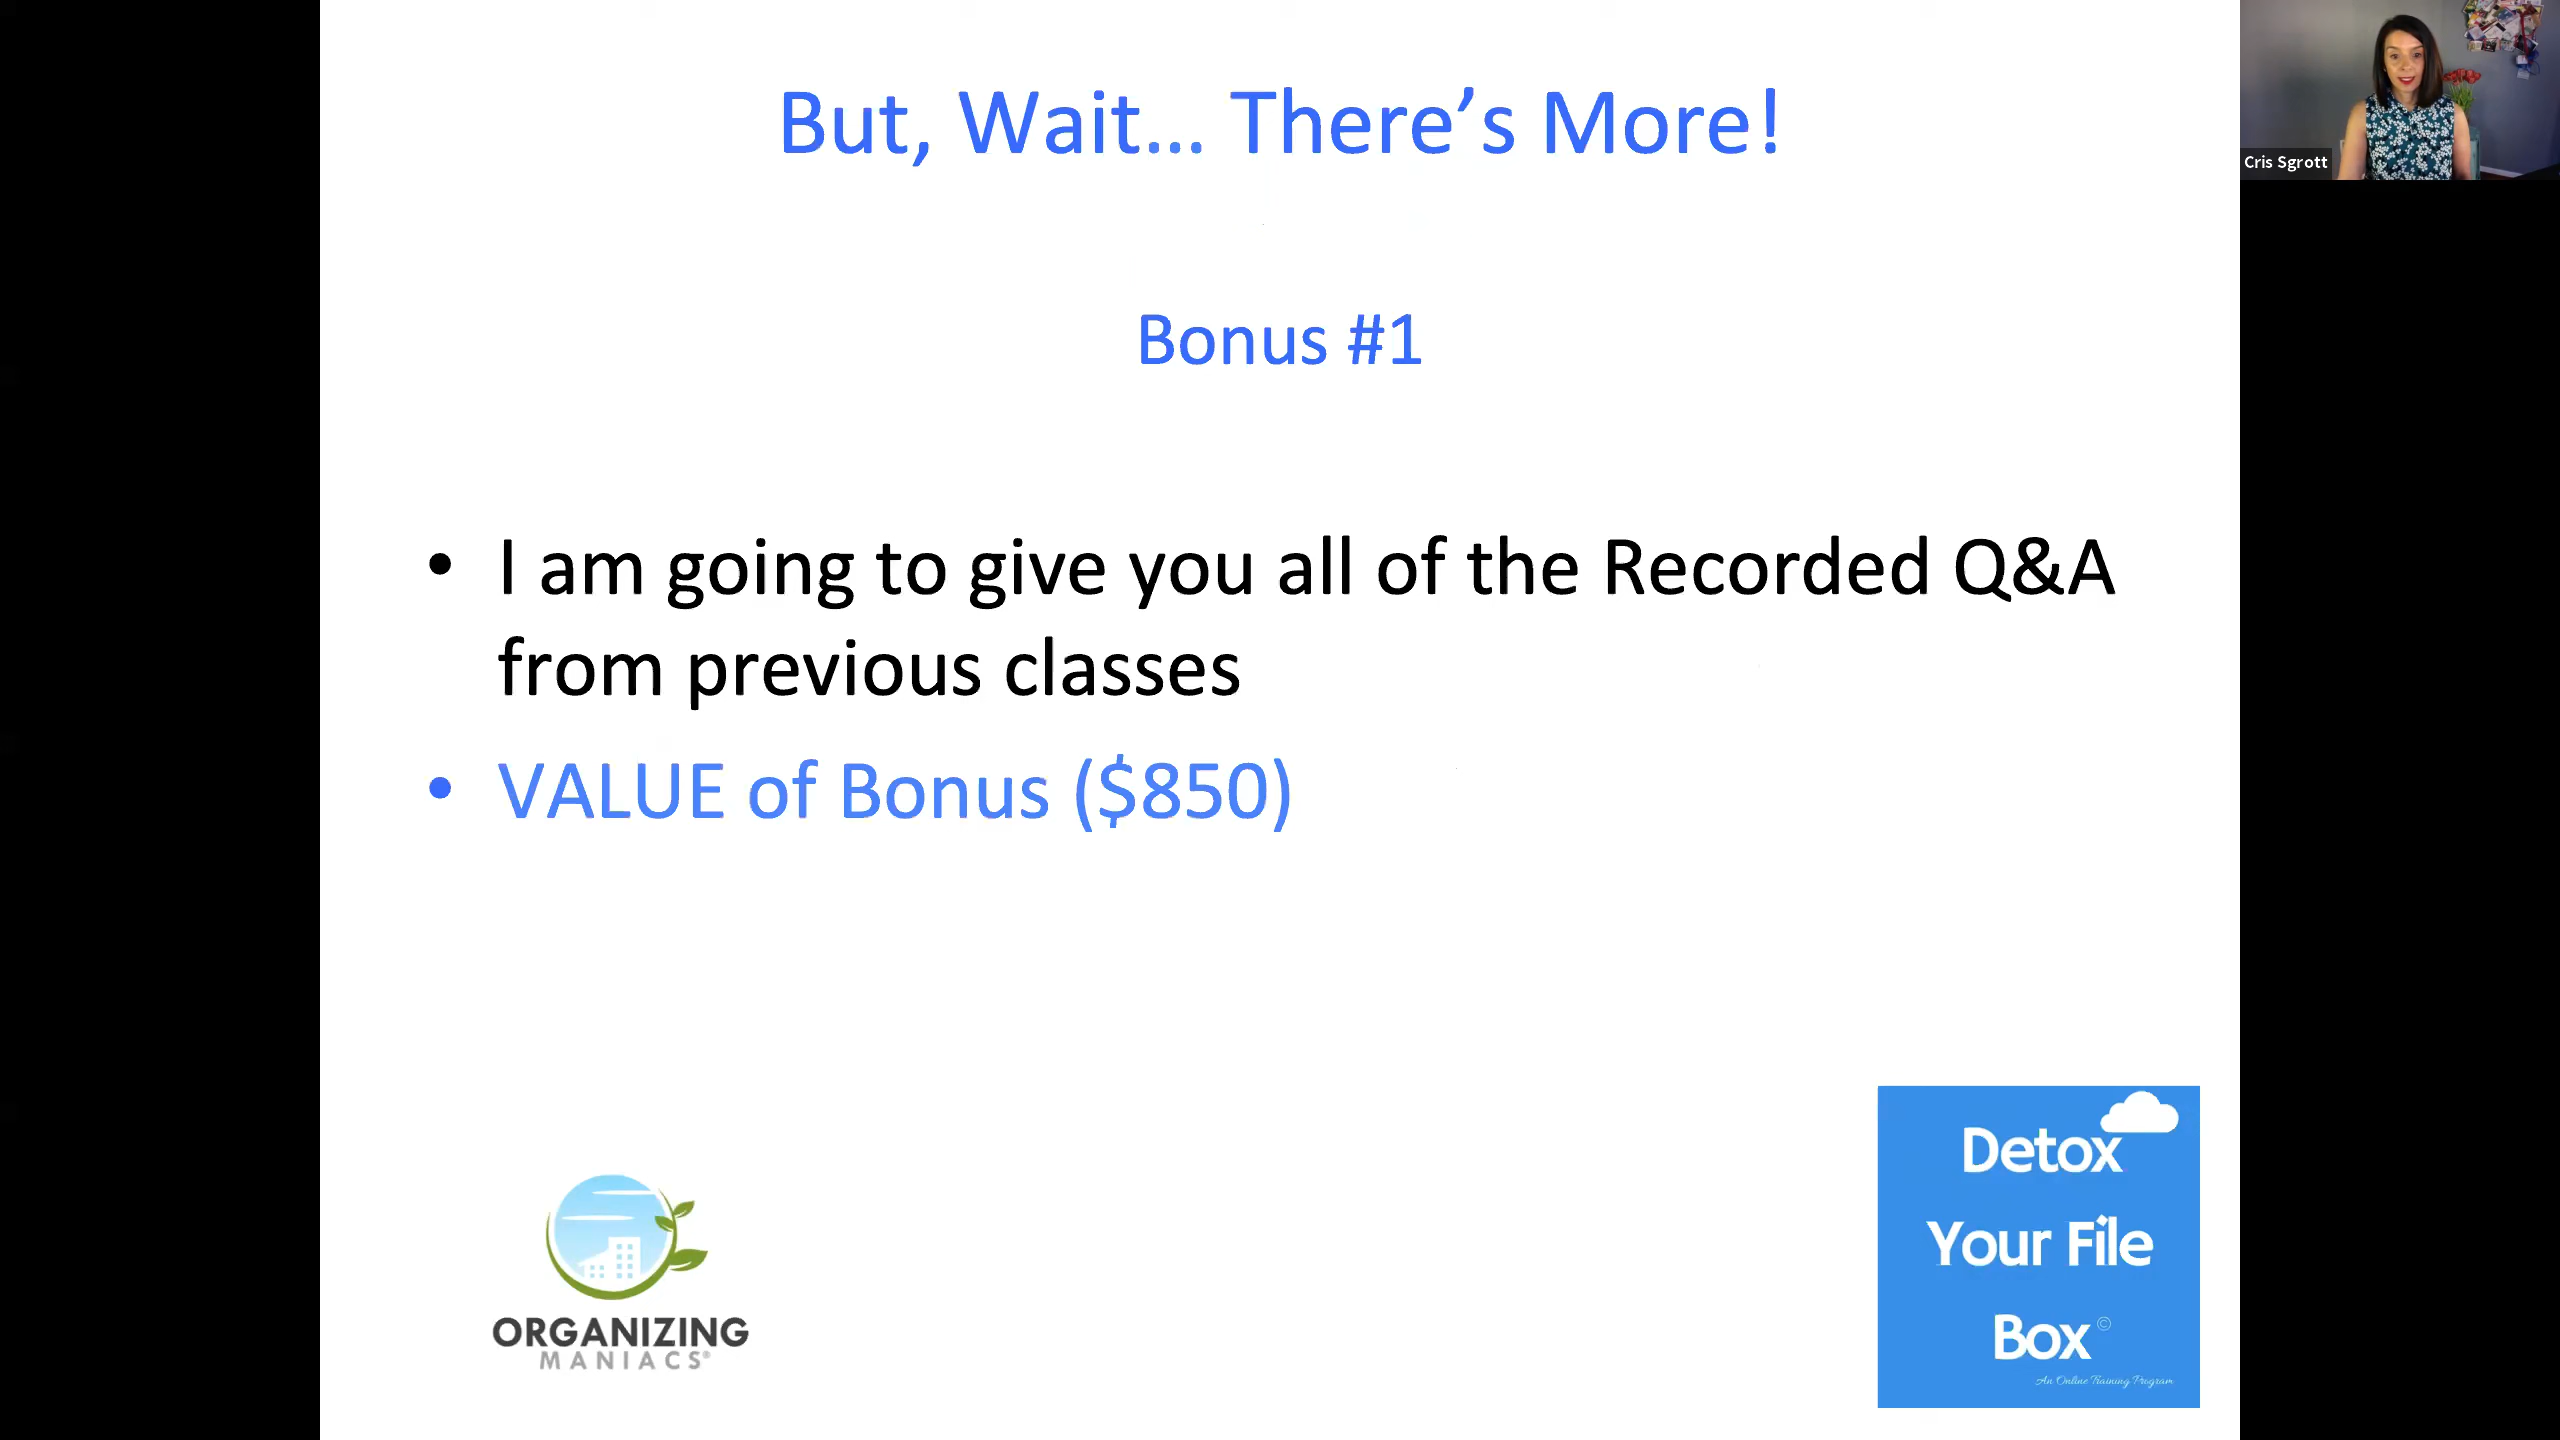 But, Wait... There’s More!
Cris Sgrott
Bonus #1
• I am going to give you all of the Recorded Q&A
from previous classes
• VALUE of Bonus ($850)
ORGANIZING
MANIACS®
Detox
Your File
Box©
An Online Training Program